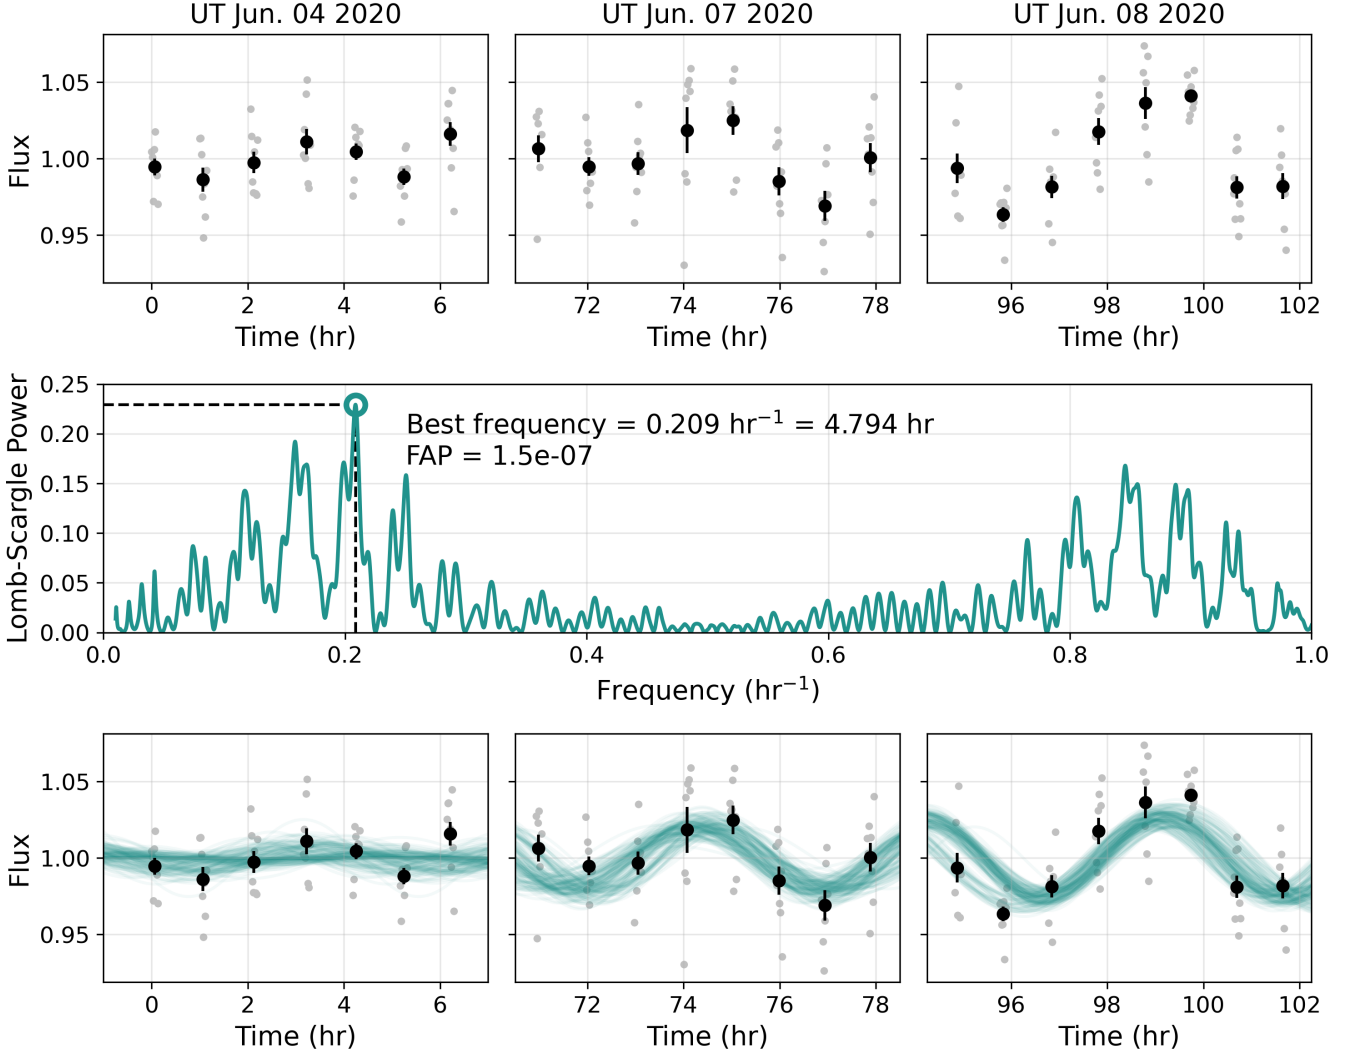 UT Jun. 04 2020 UT Jun. 07 2020 UT Jun. 08 2020
Flux
1.05
1.00
0.95
0 2 4 6 72 74 76 78 96 98 100 102
Time (hr) Time (hr) Time (hr)
Lomb-Scargle Power
0.25
0.20
0.15
0.10
0.05
0.00
Best frequency = 0.209 hr⁻¹ = 4.794 hr
FAP = 1.5e-07
0.0 0.2 0.4 0.6 0.8 1.0
Frequency (hr⁻¹)
Flux
1.05
1.00
0.95
0 2 4 6 72 74 76 78 96 98 100 102
Time (hr) Time (hr) Time (hr)